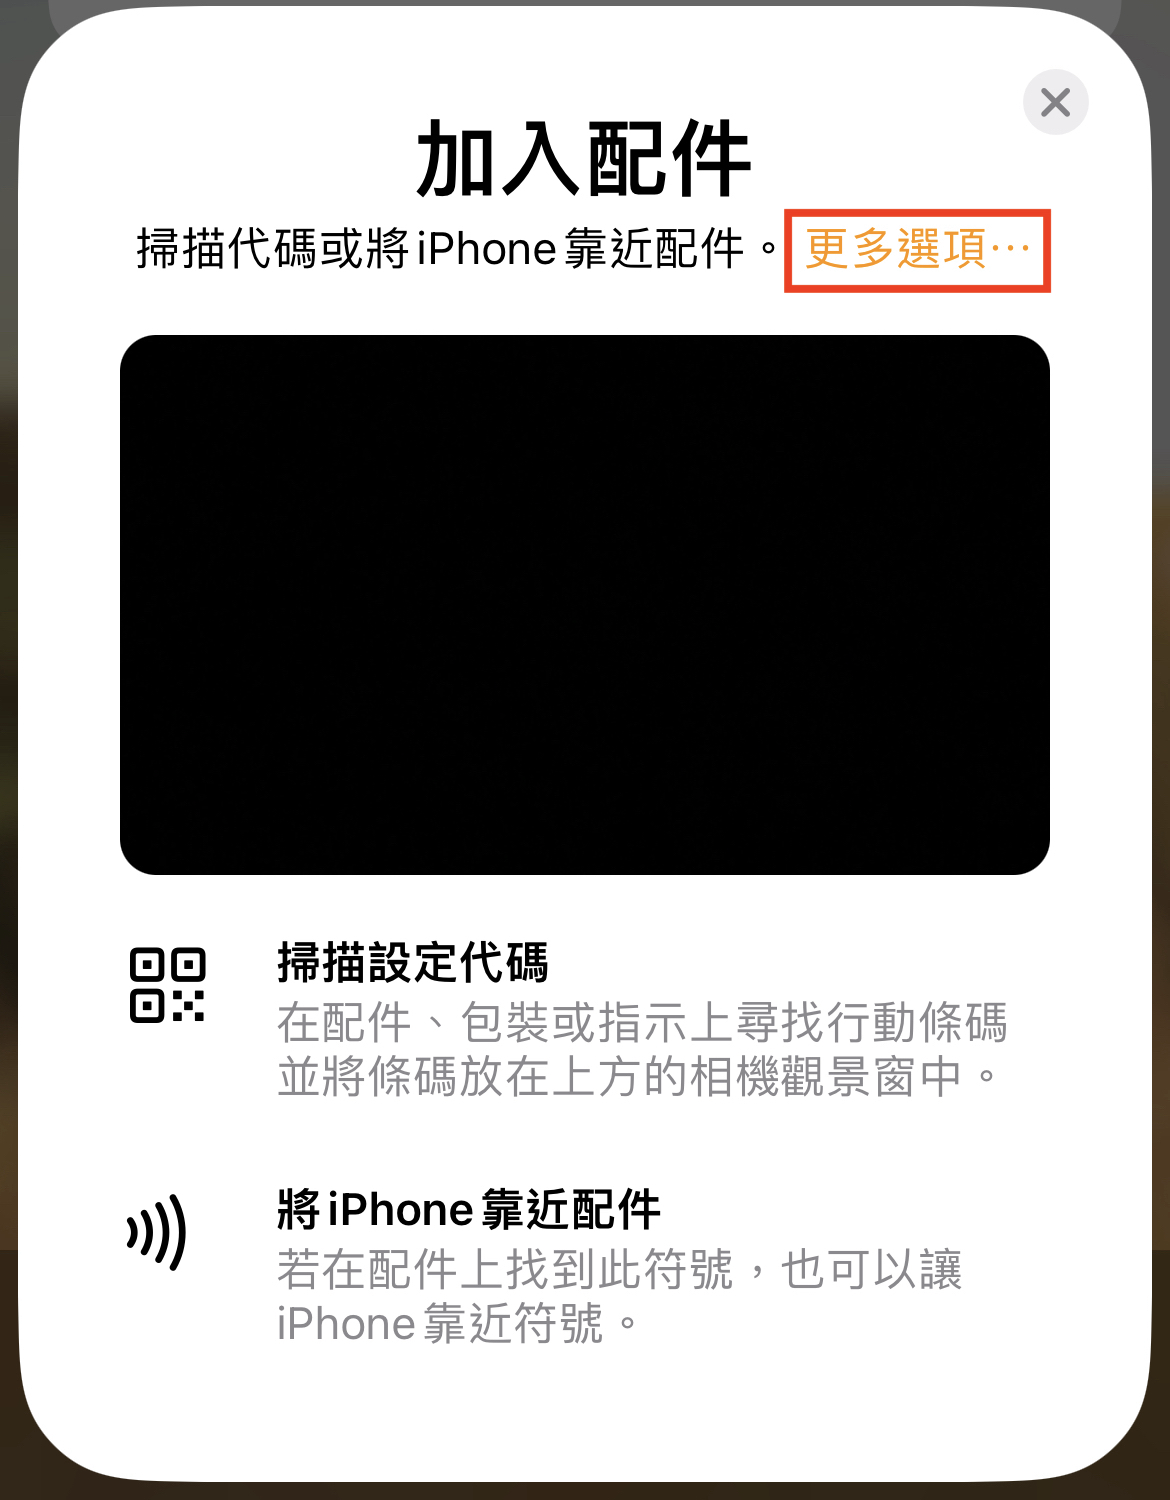 加入配件
掃描代碼或將 iPhone 靠近配件。更多選項⋯
掃描設定代碼
在配件、包裝或指示上尋找行動條碼
並將條碼放在上方的相機觀景窗中。
將 iPhone 靠近配件
若在配件上找到此符號，也可以讓
iPhone 靠近符號。